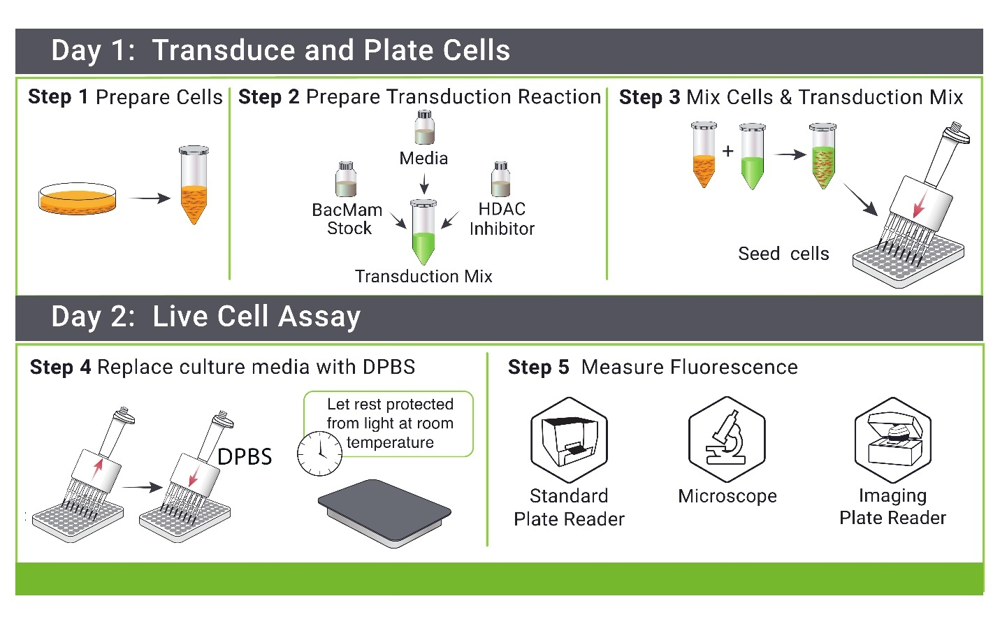 Day 1: Transduce and Plate Cells
Step 1 Prepare Cells
Step 2 Prepare Transduction Reaction
Media
BacMam
Stock
HDAC
Inhibitor
Transduction Mix
Step 3 Mix Cells & Transduction Mix
+
Seed cells
Day 2: Live Cell Assay
Step 4 Replace culture media with DPBS
DPBS
Let rest protected
from light at room
temperature
Step 5 Measure Fluorescence
Standard
Plate Reader
Microscope
Imaging
Plate Reader